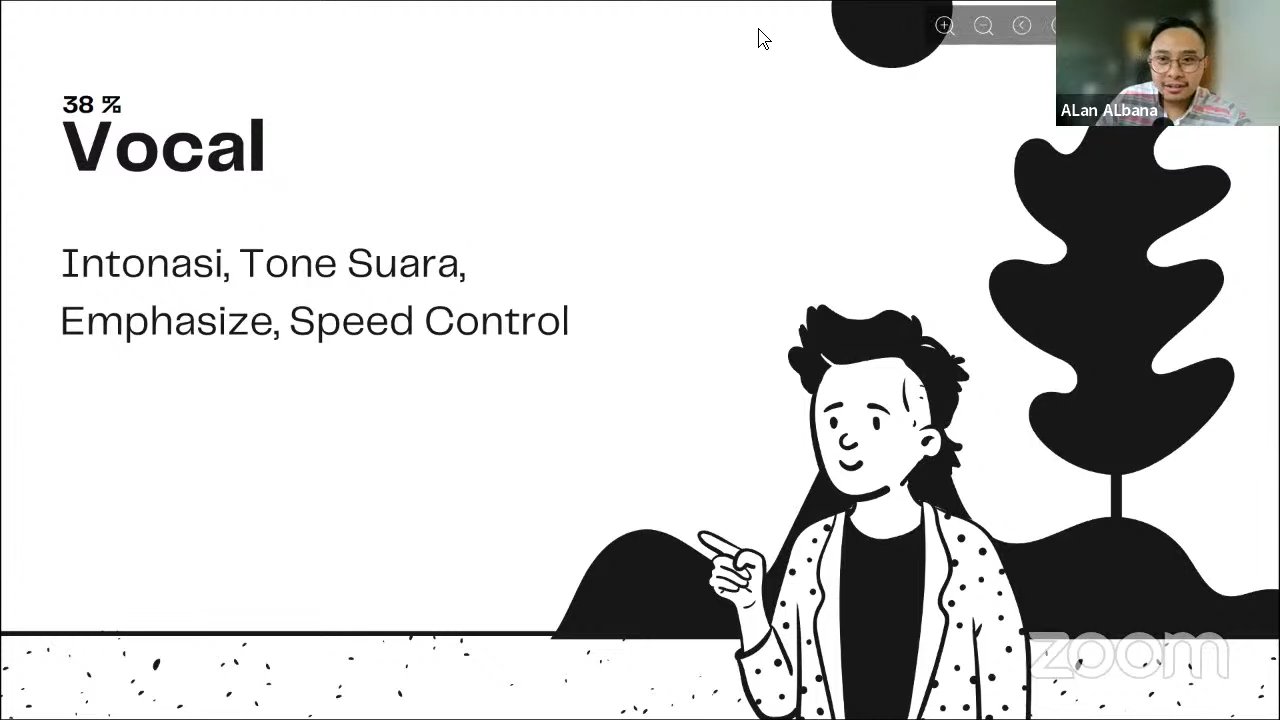 38 %
Vocal
Intonasi, Tone Suara,
Emphasize, Speed Control
ALan ALbana
zoom